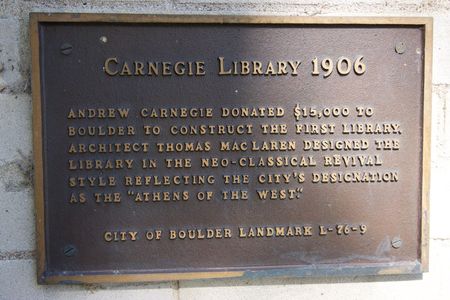 CARNEGIE LIBRARY 1906
ANDREW CARNEGIE DONATED $15,000 TO
BOULDER TO CONSTRUCT THE FIRST LIBRARY.
ARCHITECT THOMAS MACLAREN DESIGNED THE
LIBRARY IN THE NEO-CLASSICAL REVIVAL
STYLE REFLECTING THE CITY'S DESIGNATION
AS THE "ATHENS OF THE WEST."
CITY OF BOULDER LANDMARK L-76-9